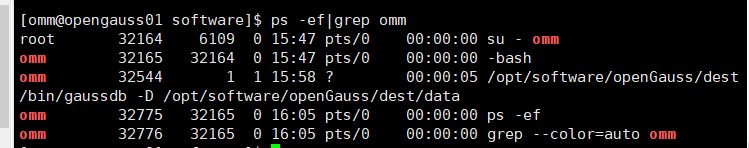 [omm@opengauss01 software]$ ps -ef|grep omm
root     32164  6109  0 15:47 pts/0    00:00:00 su - omm
omm      32165 32164  0 15:47 pts/0    00:00:00 -bash
omm      32544     1  1 15:58 ?        00:00:05 /opt/software/openGauss/dest
/bin/gaussdb -D /opt/software/openGauss/dest/data
omm      32775 32165  0 16:05 pts/0    00:00:00 ps -ef
omm      32776 32165  0 16:05 pts/0    00:00:00 grep --color=auto omm